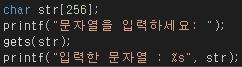 char str[256];
printf("문자열을 입력하세요: ");
gets(str);
printf("입력한 문자열 : %s", str);